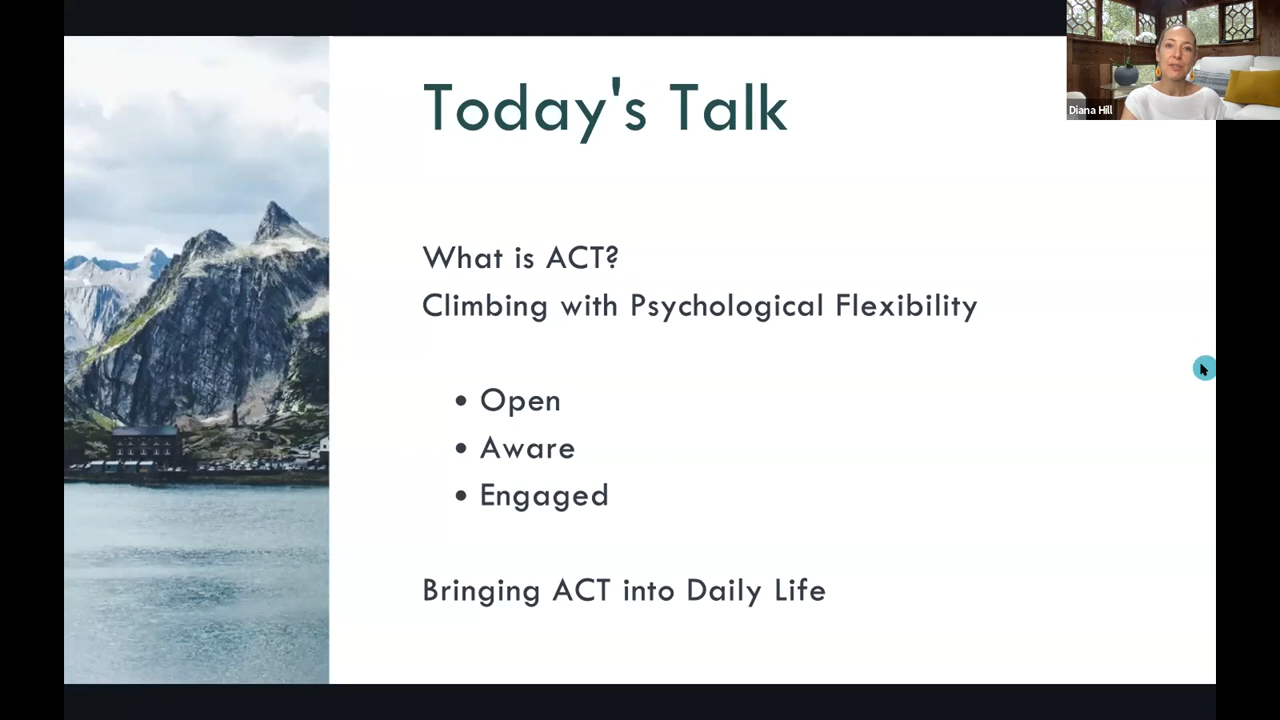 Today's Talk
Diana Hill
What is ACT?
Climbing with Psychological Flexibility
• Open
• Aware
• Engaged
Bringing ACT into Daily Life